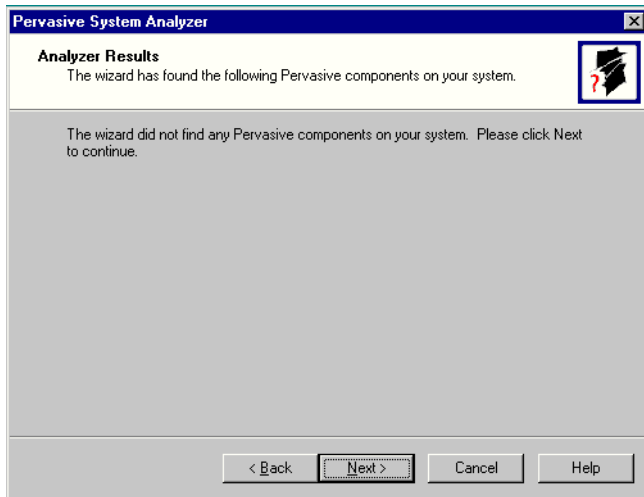 Pervasive System Analyzer
Analyzer Results
The wizard has found the following Pervasive components on your system.
?
The wizard did not find any Pervasive components on your system. Please click Next
to continue.
< Back Next > Cancel Help